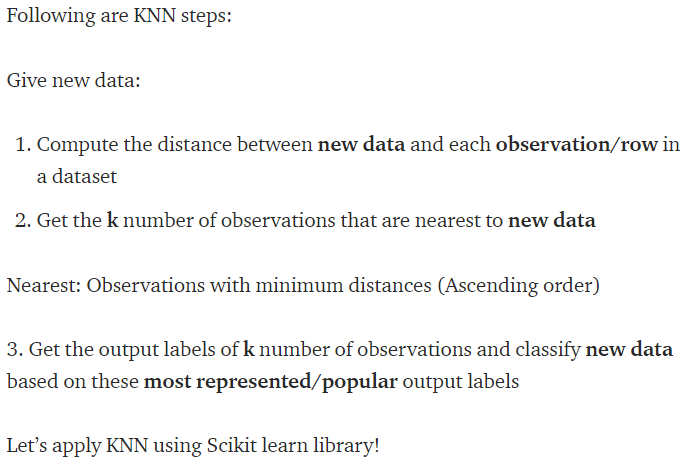 Following are KNN steps:
Give new data:
1. Compute the distance between new data and each observation/row in
a dataset
2. Get the k number of observations that are nearest to new data
Nearest: Observations with minimum distances (Ascending order)
3. Get the output labels of k number of observations and classify new data
based on these most represented/popular output labels
Let’s apply KNN using Scikit learn library!